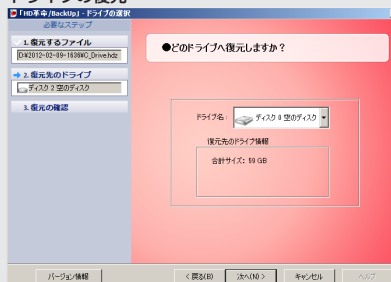 ドライブの復元
「HD革命/BackUp」- ドライブの選択
必要なステップ
1. 復元するファイル
D:¥2012-02-09-1636¥C_Drive.hdz
2. 復元先のドライブ
ディスク 2 空のディスク
3. 復元の確認
●どのドライブへ復元しますか？
ドライブ名：
ディスク 0 空のディスク
復元先のドライブ情報
合計サイズ： 59 GB
バージョン情報
< 戻る(B)
次へ(N) >
キャンセル
ヘルプ